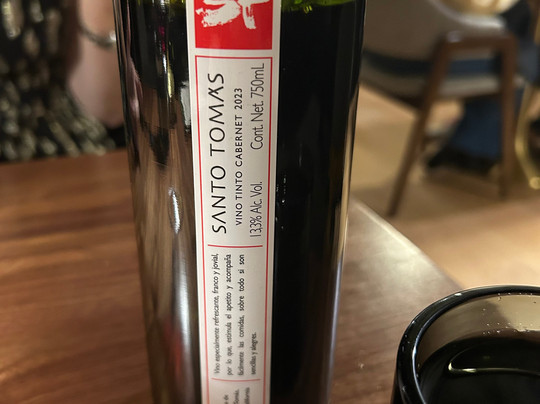 SANTO TOMÁS
VINO TINTO CABERNET 2023
13.3% Alc. Vol. Cont. Net. 750mL
Vino especialmente refrescante, franco y jovial,
por lo que, estimula el apetito y acompaña
fácilmente las comidas, sobre todo si son
sencillas y alegres.